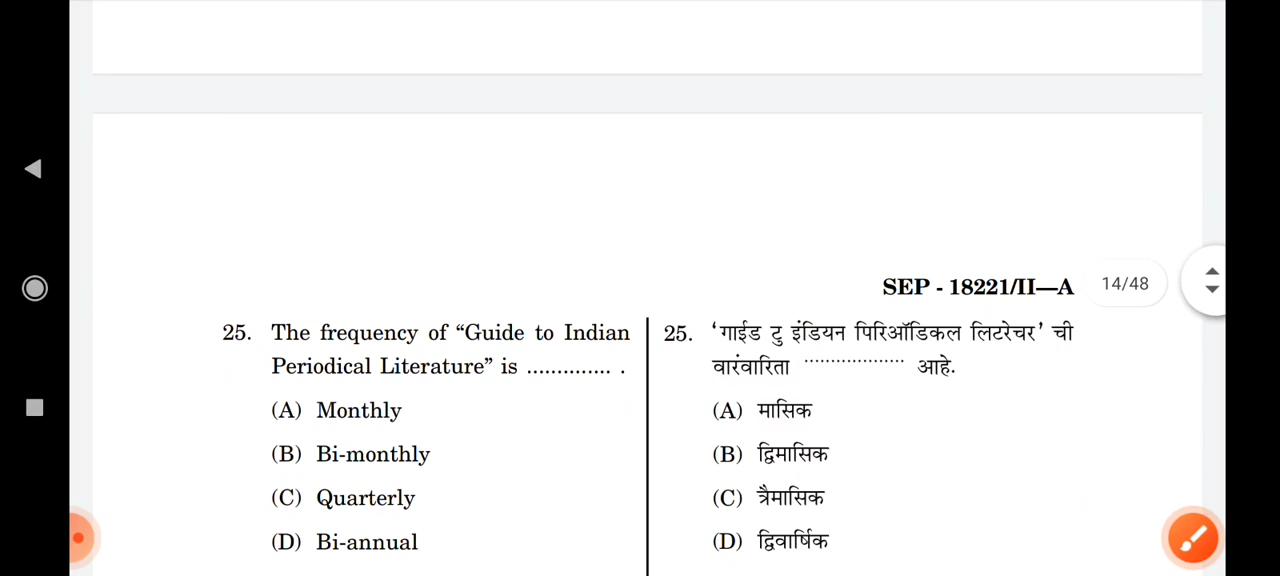 SEP - 18221/II—A
14/48
25. The frequency of “Guide to Indian
Periodical Literature” is .............. .
(A) Monthly
(B) Bi-monthly
(C) Quarterly
(D) Bi-annual
25. ‘गाईड टु इंडियन पिरिऑडिकल लिटरेचर’ ची
वारंवारिता ................... आहे.
(A) मासिक
(B) द्विमासिक
(C) त्रैमासिक
(D) द्विवार्षिक